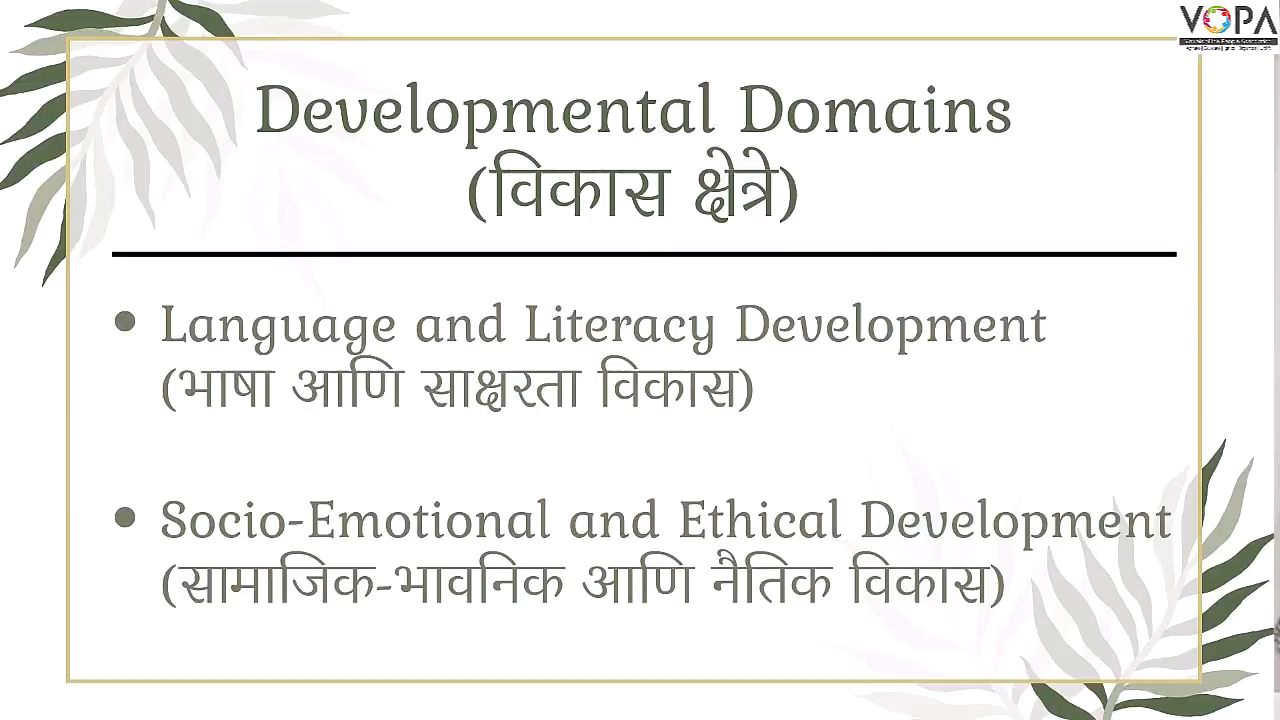 VOPA
Developmental Domains
(विकास क्षेत्रे)
• Language and Literacy Development
(भाषा आणि साक्षरता विकास)
• Socio-Emotional and Ethical Development
(सामाजिक-भावनिक आणि नैतिक विकास)